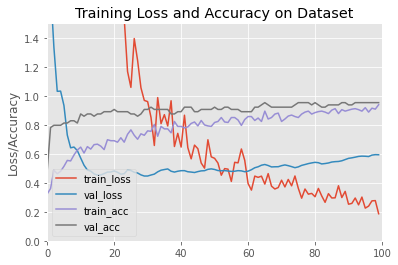 Training Loss and Accuracy on Dataset
Loss/Accuracy
1.4
1.2
1.0
0.8
0.6
0.4
0.2
0.0
train_loss
val_loss
train_acc
val_acc
0 20 40 60 80 100